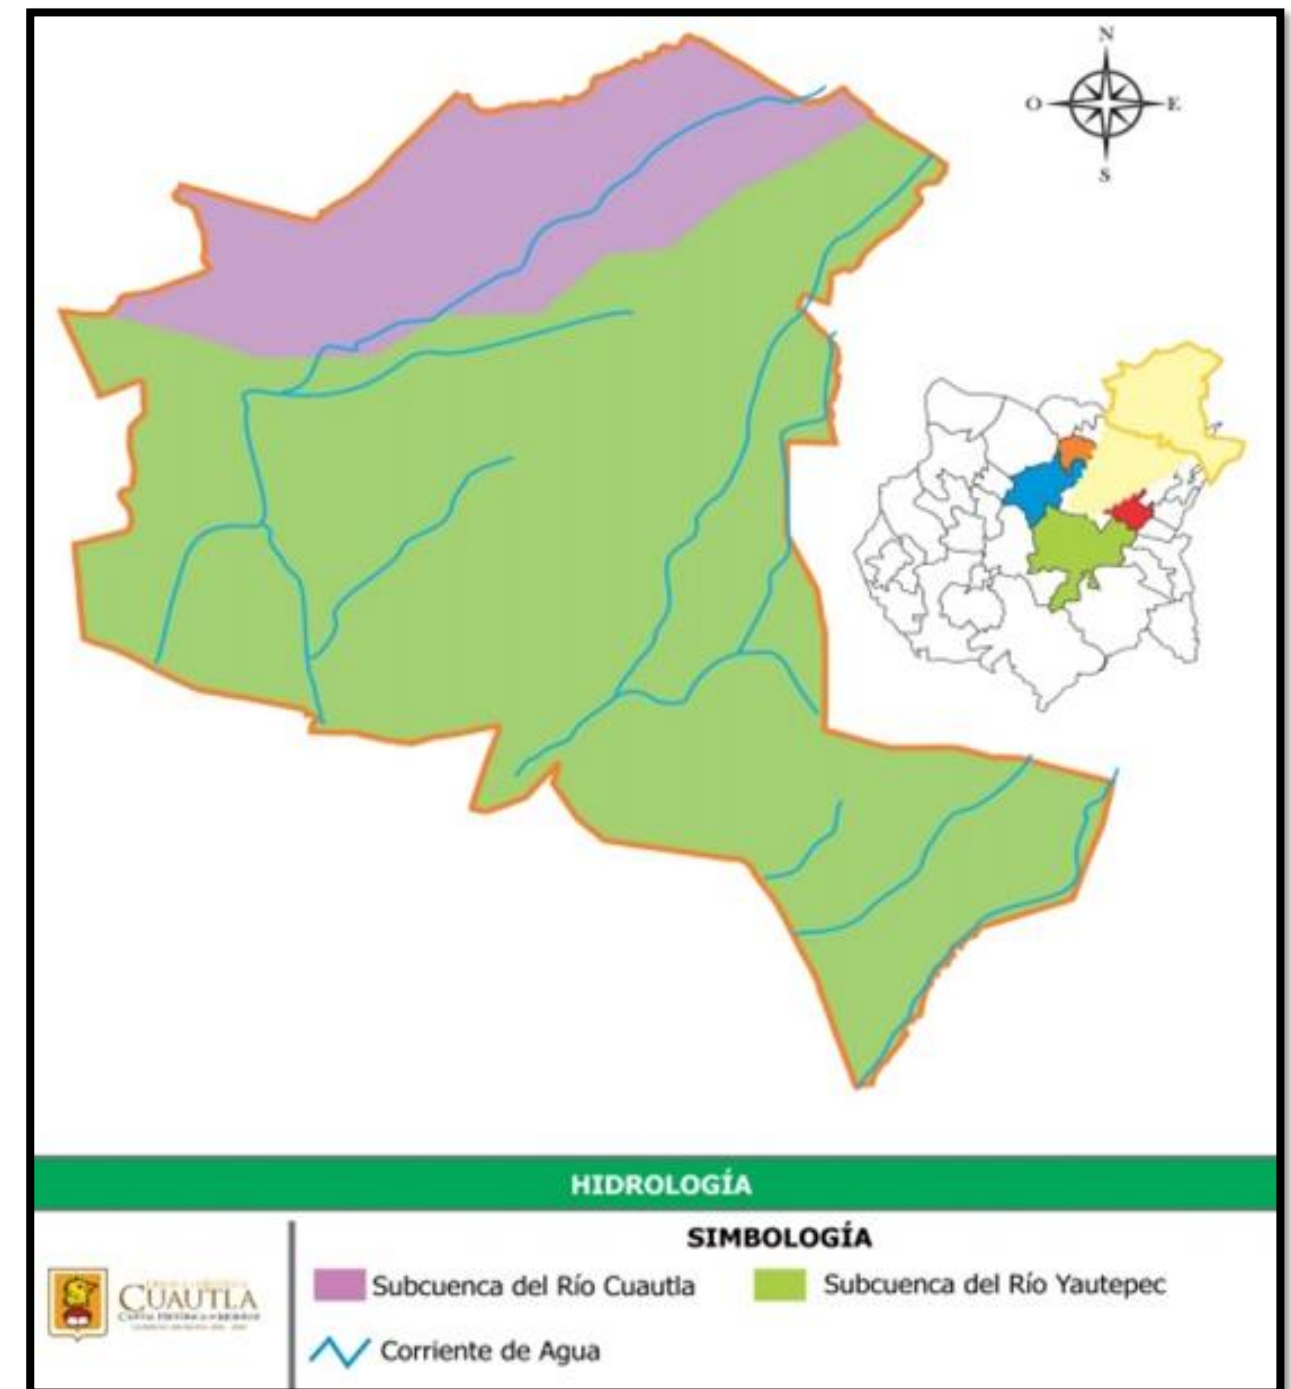 N
O E
S
HIDROLOGÍA
SIMBOLOGÍA
Subcuenca del Río Cuautla
Subcuenca del Río Yautepec
CUAUTLA
Corriente de Agua